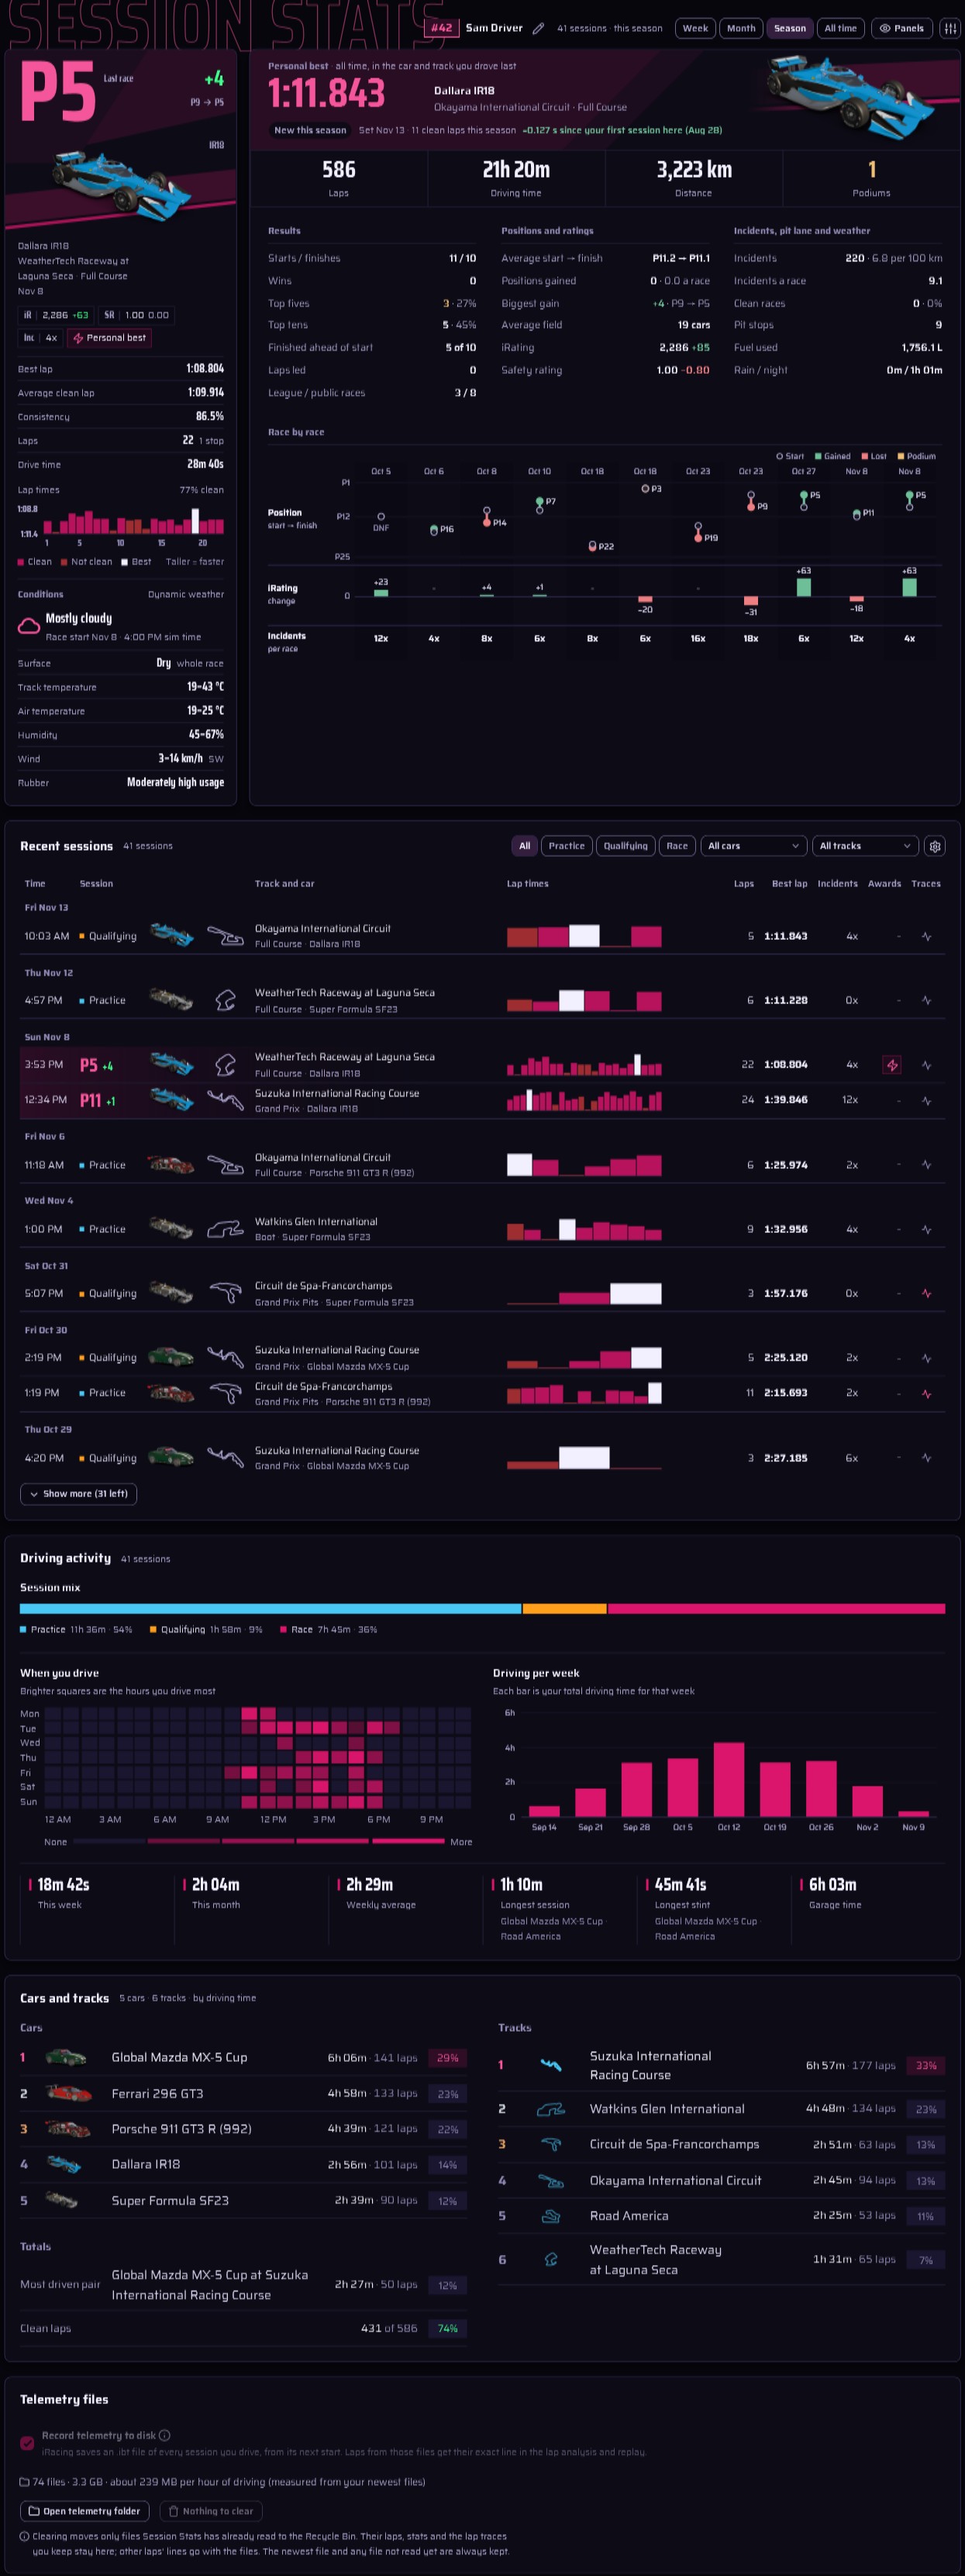 SESSION STATS
#42 Sam Driver 41 sessions · this season Week Month Season All time Panels
P5 Last race +4
P9 → P5
IR18
Dallara IR18
WeatherTech Raceway at
Laguna Seca · Full Course
Nov 8
iR 2,286 +63 SR 1.00 0.00
Inc 4x Personal best
Best lap 1:08.804
Average clean lap 1:09.914
Consistency 86.5%
Laps 22 1 stop
Drive time 28m 40s
Lap times 77% clean
1:08.8
1:11.4
1 5 10 15 20
Clean Not clean Best Taller = faster
Conditions Dynamic weather
Mostly cloudy
Race start Nov 8 · 4:00 PM sim time
Surface Dry whole race
Track temperature 19–43 °C
Air temperature 19–25 °C
Humidity 45–67%
Wind 3–14 km/h SW
Rubber Moderately high usage
Personal best · all time, in the car and track you drove last
1:11.843 Dallara IR18
Okayama International Circuit · Full Course
New this season Set Nov 13 · 11 clean laps this season −0.127 s since your first session here (Aug 28)
586 21h 20m 3,223 km 1
Laps Driving time Distance Podiums
Results
Starts / finishes 11 / 10
Wins 0
Top fives 3 · 27%
Top tens 5 · 45%
Finished ahead of start 5 of 10
Laps led 0
League / public races 3 / 8
Positions and ratings
Average start → finish P11.2 → P11.1
Positions gained 0 · 0.0 a race
Biggest gain +4 · P9 → P5
Average field 19 cars
iRating 2,286 +85
Safety rating 1.00 −0.80
Incidents, pit lane and weather
Incidents 220 · 6.8 per 100 km
Incidents a race 9.1
Clean races 0 · 0%
Pit stops 9
Fuel used 1,756.1 L
Rain / night 0m / 1h 01m
Race by race
Start Gained Lost Podium
Oct 5 Oct 6 Oct 8 Oct 10 Oct 18 Oct 18 Oct 23 Oct 23 Oct 27 Nov 8 Nov 8
Position
start → finish
P1
P12
P25
DNF P16 P14 P7 P22 P3 P19 P9 P5 P11 P5
iRating
change
0
+23 - +4 +1 - −20 - −31 +63 −18 +63
Incidents
per race
12x 4x 8x 6x 8x 6x 16x 18x 6x 12x 4x
Recent sessions 41 sessions All Practice Qualifying Race All cars All tracks
Time Session Track and car Lap times Laps Best lap Incidents Awards Traces
Fri Nov 13
10:03 AM Qualifying Okayama International Circuit 5 1:11.843 4x -
Full Course · Dallara IR18
Thu Nov 12
4:57 PM Practice WeatherTech Raceway at Laguna Seca 6 1:11.228 0x -
Full Course · Super Formula SF23
Sun Nov 8
3:53 PM P5 +4 WeatherTech Raceway at Laguna Seca 22 1:08.804 4x
Full Course · Dallara IR18
12:34 PM P11 +1 Suzuka International Racing Course 24 1:39.846 12x -
Grand Prix · Dallara IR18
Fri Nov 6
11:18 AM Practice Okayama International Circuit 6 1:25.974 2x -
Full Course · Porsche 911 GT3 R (992)
Wed Nov 4
1:00 PM Practice Watkins Glen International 9 1:32.956 4x -
Boot · Super Formula SF23
Sat Oct 31
5:07 PM Qualifying Circuit de Spa-Francorchamps 3 1:57.176 0x -
Grand Prix Pits · Super Formula SF23
Fri Oct 30
2:19 PM Qualifying Suzuka International Racing Course 5 2:25.120 2x -
Grand Prix · Global Mazda MX-5 Cup
1:19 PM Practice Circuit de Spa-Francorchamps 11 2:15.693 2x -
Grand Prix Pits · Porsche 911 GT3 R (992)
Thu Oct 29
4:20 PM Qualifying Suzuka International Racing Course 3 2:27.185 6x -
Grand Prix · Global Mazda MX-5 Cup
Show more (31 left)
Driving activity 41 sessions
Session mix
Practice 11h 36m · 54% Qualifying 1h 58m · 9% Race 7h 45m · 36%
When you drive
Brighter squares are the hours you drive most
Mon
Tue
Wed
Thu
Fri
Sat
Sun
12 AM 3 AM 6 AM 9 AM 12 PM 3 PM 6 PM 9 PM
None More
Driving per week
Each bar is your total driving time for that week
6h
4h
2h
0
Sep 14 Sep 21 Sep 28 Oct 5 Oct 12 Oct 19 Oct 26 Nov 2 Nov 9
18m 42s 2h 04m 2h 29m 1h 10m 45m 41s 6h 03m
This week This month Weekly average Longest session Longest stint Garage time
Global Mazda MX-5 Cup · Global Mazda MX-5 Cup ·
Road America Road America
Cars and tracks 5 cars · 6 tracks · by driving time
Cars
1 Global Mazda MX-5 Cup 6h 06m · 141 laps 29%
2 Ferrari 296 GT3 4h 58m · 133 laps 23%
3 Porsche 911 GT3 R (992) 4h 39m · 121 laps 22%
4 Dallara IR18 2h 56m · 101 laps 14%
5 Super Formula SF23 2h 39m · 90 laps 12%
Totals
Most driven pair Global Mazda MX-5 Cup at Suzuka
International Racing Course 2h 27m · 50 laps 12%
Clean laps 431 of 586 74%
Tracks
1 Suzuka International
Racing Course 6h 57m · 177 laps 33%
2 Watkins Glen International 4h 48m · 134 laps 23%
3 Circuit de Spa-Francorchamps 2h 51m · 63 laps 13%
4 Okayama International Circuit 2h 45m · 94 laps 13%
5 Road America 2h 25m · 53 laps 11%
6 WeatherTech Raceway
at Laguna Seca 1h 31m · 65 laps 7%
Telemetry files
Record telemetry to disk
iRacing saves an .ibt file of every session you drive, from its next start. Laps from those files get their exact line in the lap analysis and replay.
74 files · 3.3 GB · about 239 MB per hour of driving (measured from your newest files)
Open telemetry folder Nothing to clear
Clearing moves only files Session Stats has already read to the Recycle Bin. Their laps, stats and the lap traces
you keep stay here; other laps' lines go with the files. The newest file and any file not read yet are always kept.